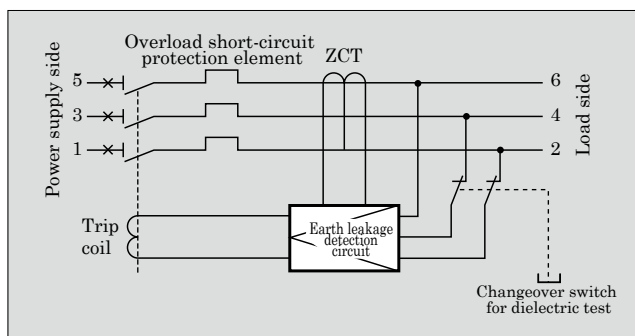 Overload short-circuit
protection element
ZCT
Power supply side
5
3
1
6
4
2
Load side
Trip
coil
Earth leakage
detection
circuit
Changeover switch
for dielectric test